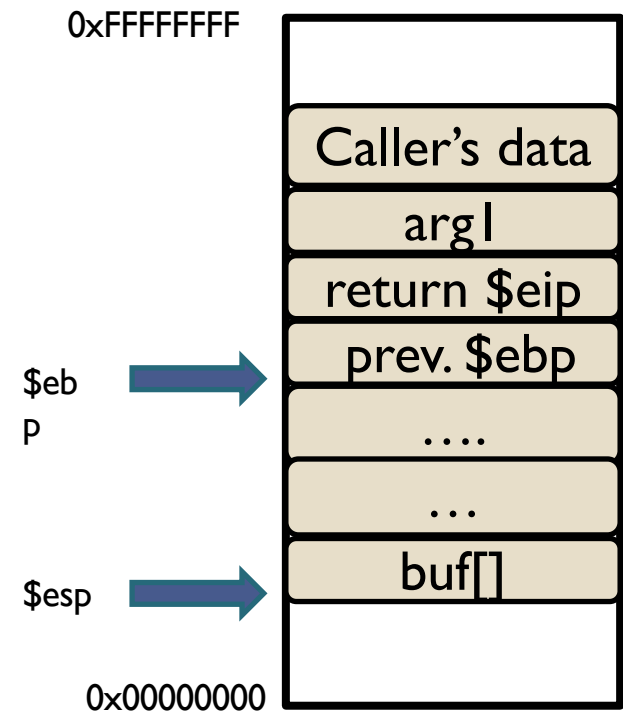 0xFFFFFFFF
Caller's data
arg1
return $eip
prev. $ebp
$eb
p
....
...
buf[]
$esp
0x00000000